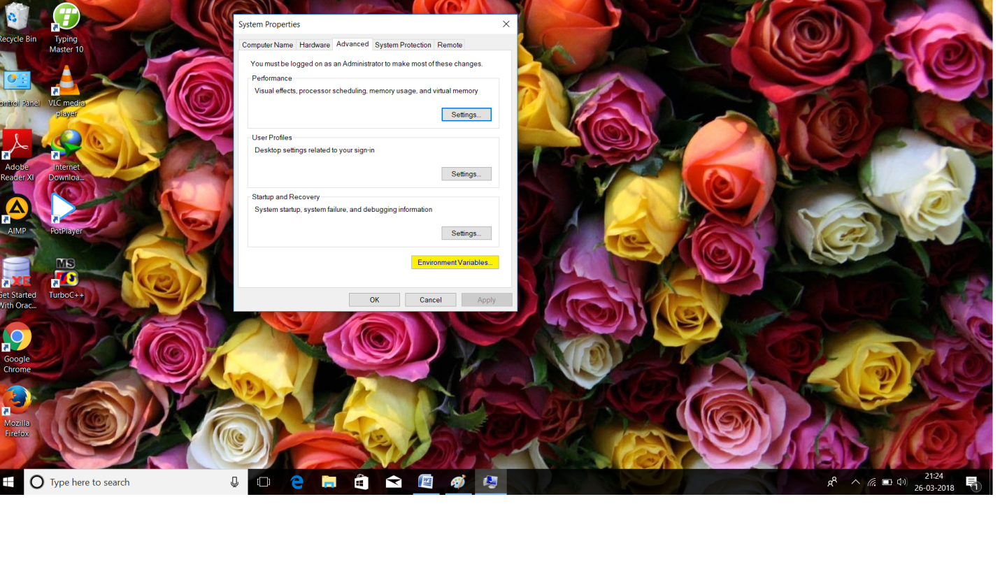 Recycle Bin
Typing
Master 10
Control Panel
VLC media
player
Adobe
Reader XI
Internet
Downloa...
AIMP
PotPlayer
XE
Get Started
With Orac...
MS
TurboC++
Google
Chrome
Mozilla
Firefox
System Properties
Computer Name
Hardware
Advanced
System Protection
Remote
You must be logged on as an Administrator to make most of these changes.
Performance
Visual effects, processor scheduling, memory usage, and virtual memory
Settings...
User Profiles
Desktop settings related to your sign-in
Settings...
Startup and Recovery
System startup, system failure, and debugging information
Settings...
Environment Variables...
OK
Cancel
Apply
Type here to search
21:24
26-03-2018
1